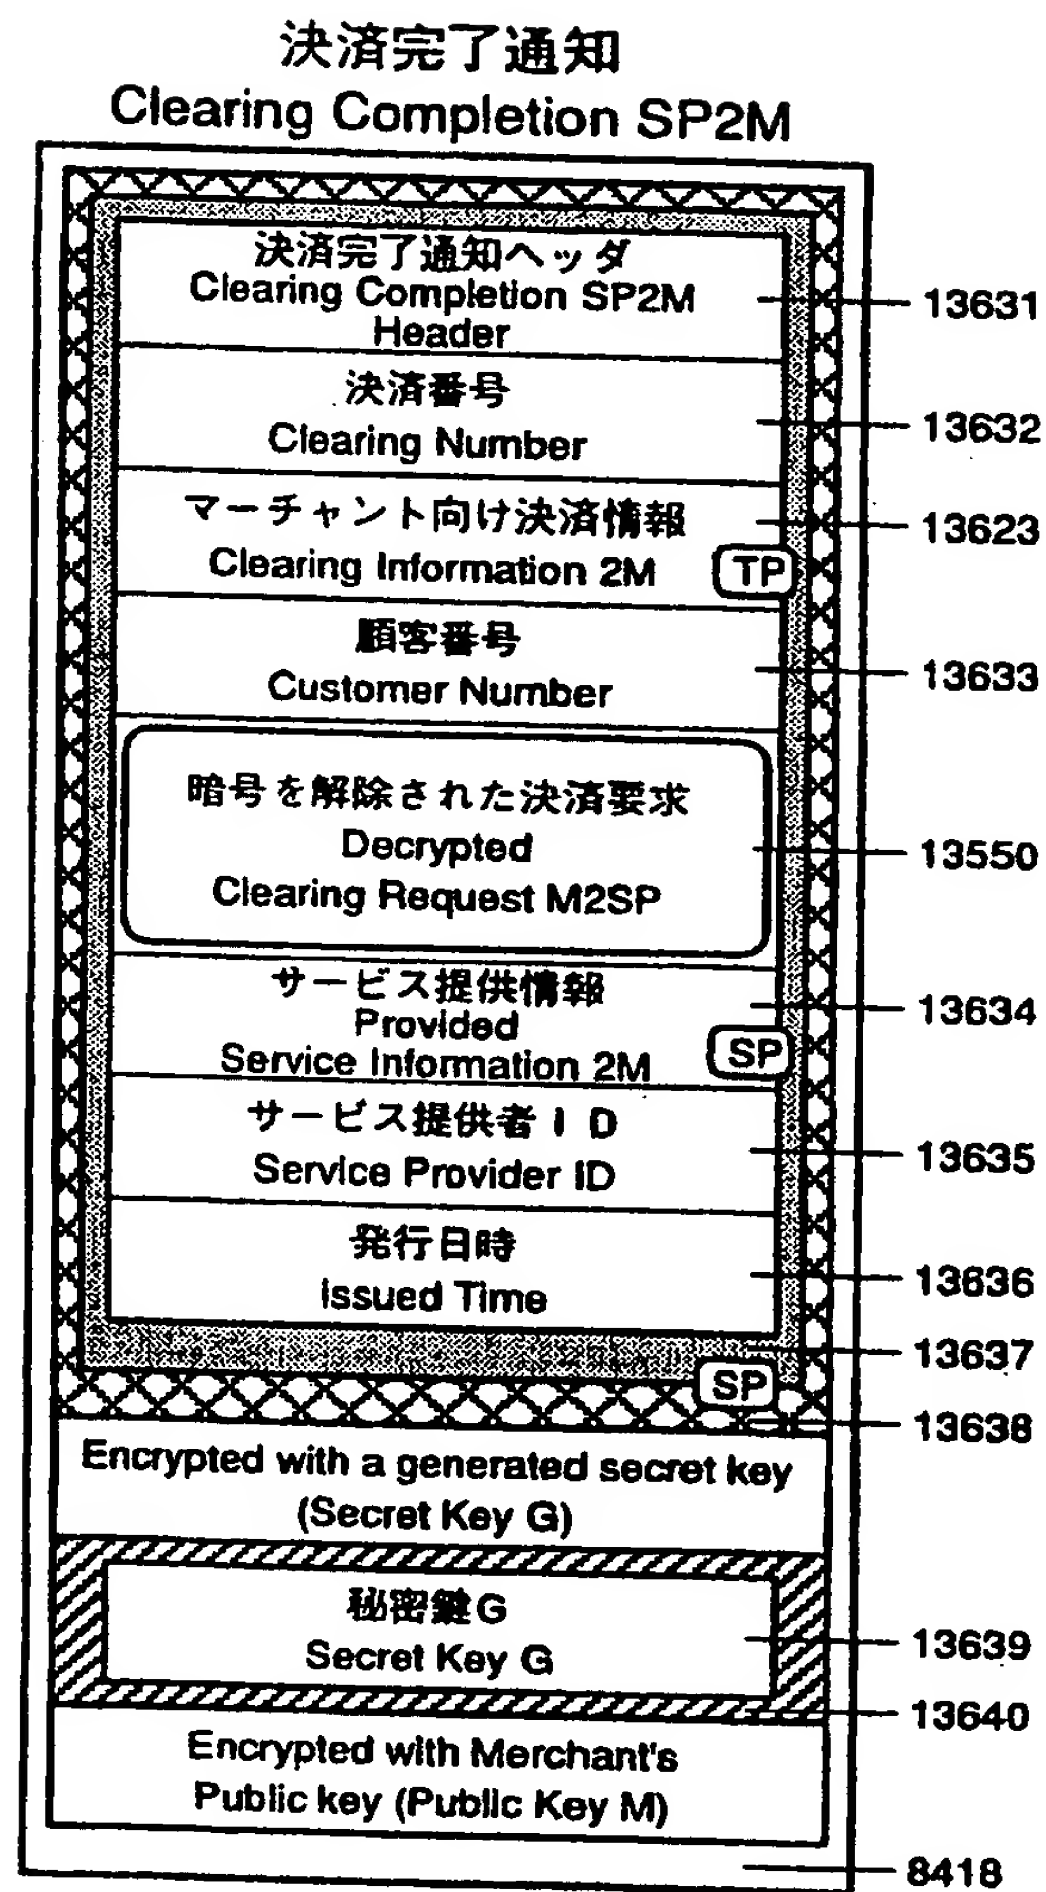 決済完了通知
Clearing Completion SP2M
決済完了通知ヘッダ
Clearing Completion SP2M
Header
13631
決済番号
Clearing Number
13632
マーチャント向け決済情報
Clearing Information 2M
TP
13623
顧客番号
Customer Number
13633
暗号を解除された決済要求
Decrypted
Clearing Request M2SP
13550
サービス提供情報
Provided
Service Information 2M
SP
13634
サービス提供者ID
Service Provider ID
13635
発行日時
Issued Time
13636
13637
SP
13638
Encrypted with a generated secret key
(Secret Key G)
秘密鍵G
Secret Key G
13639
13640
Encrypted with Merchant's
Public key (Public Key M)
8418